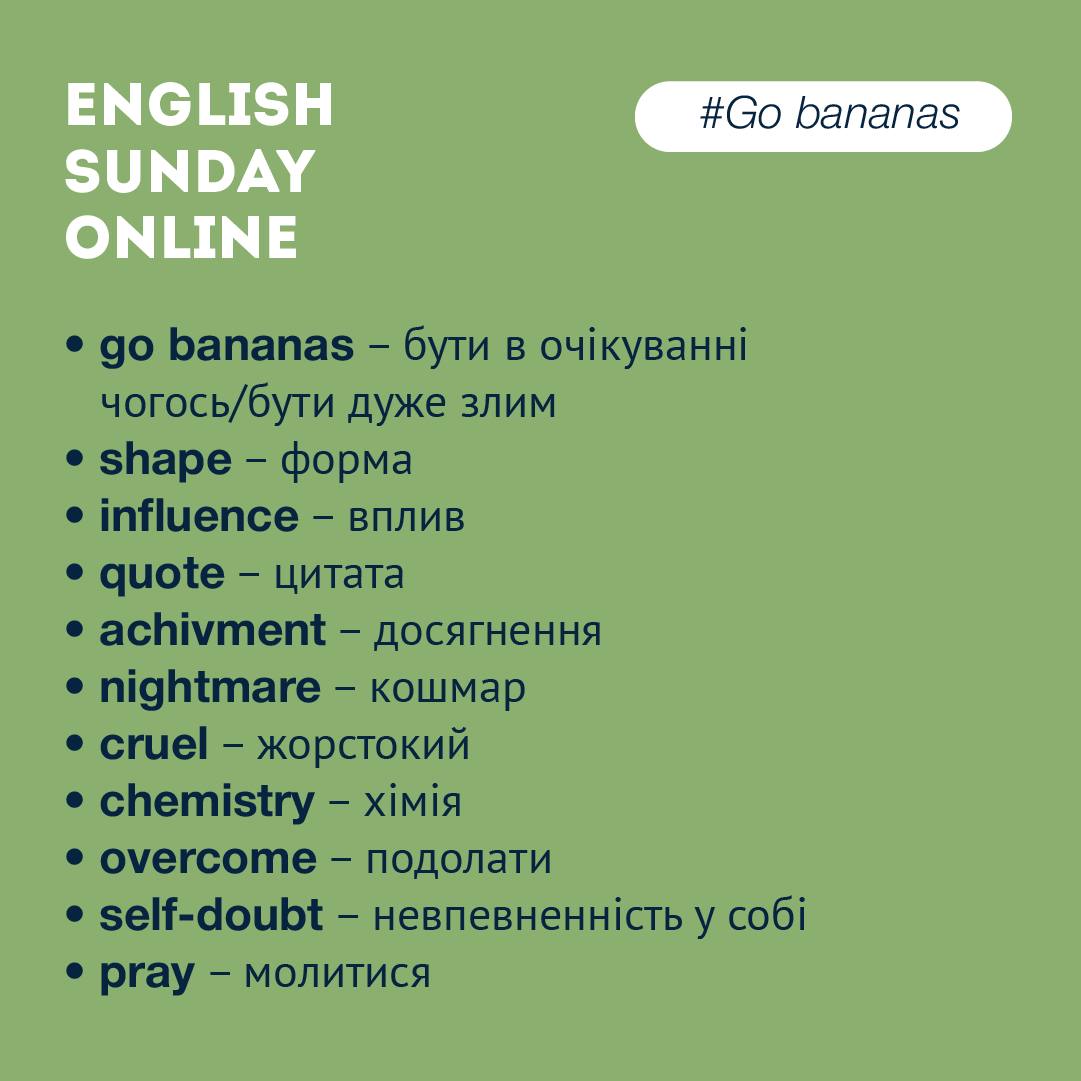 ENGLISH
SUNDAY
ONLINE
#Go bananas
• go bananas – бути в очікуванні
чогось/бути дуже злим
• shape – форма
• influence – вплив
• quote – цитата
• achivment – досягнення
• nightmare – кошмар
• cruel – жорстокий
• chemistry – хімія
• overcome – подолати
• self-doubt – невпевненність у собі
• pray – молитися